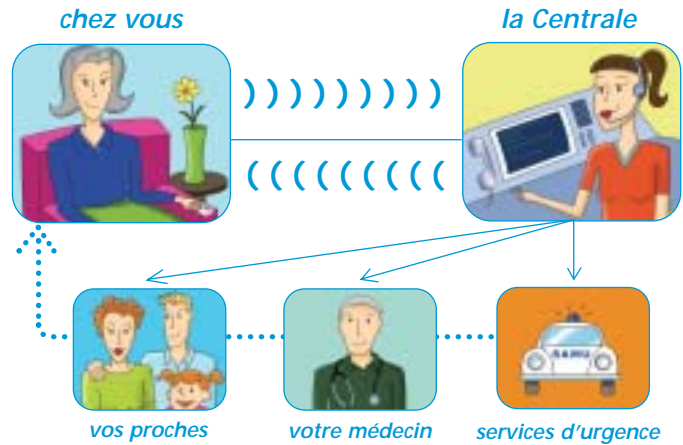 chez vous
la Centrale
SAMU
vos proches
votre médecin
services d'urgence